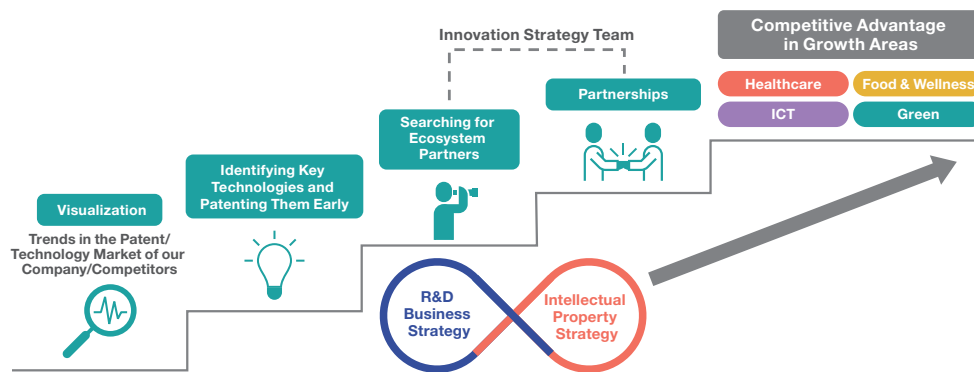 Visualization
Trends in the Patent/
Technology Market of our
Company/Competitors
Identifying Key
Technologies and
Patenting Them Early
Innovation Strategy Team
Searching for
Ecosystem
Partners
Partnerships
Competitive Advantage
in Growth Areas
Healthcare
Food & Wellness
ICT
Green
R&D
Business
Strategy
Intellectual
Property
Strategy